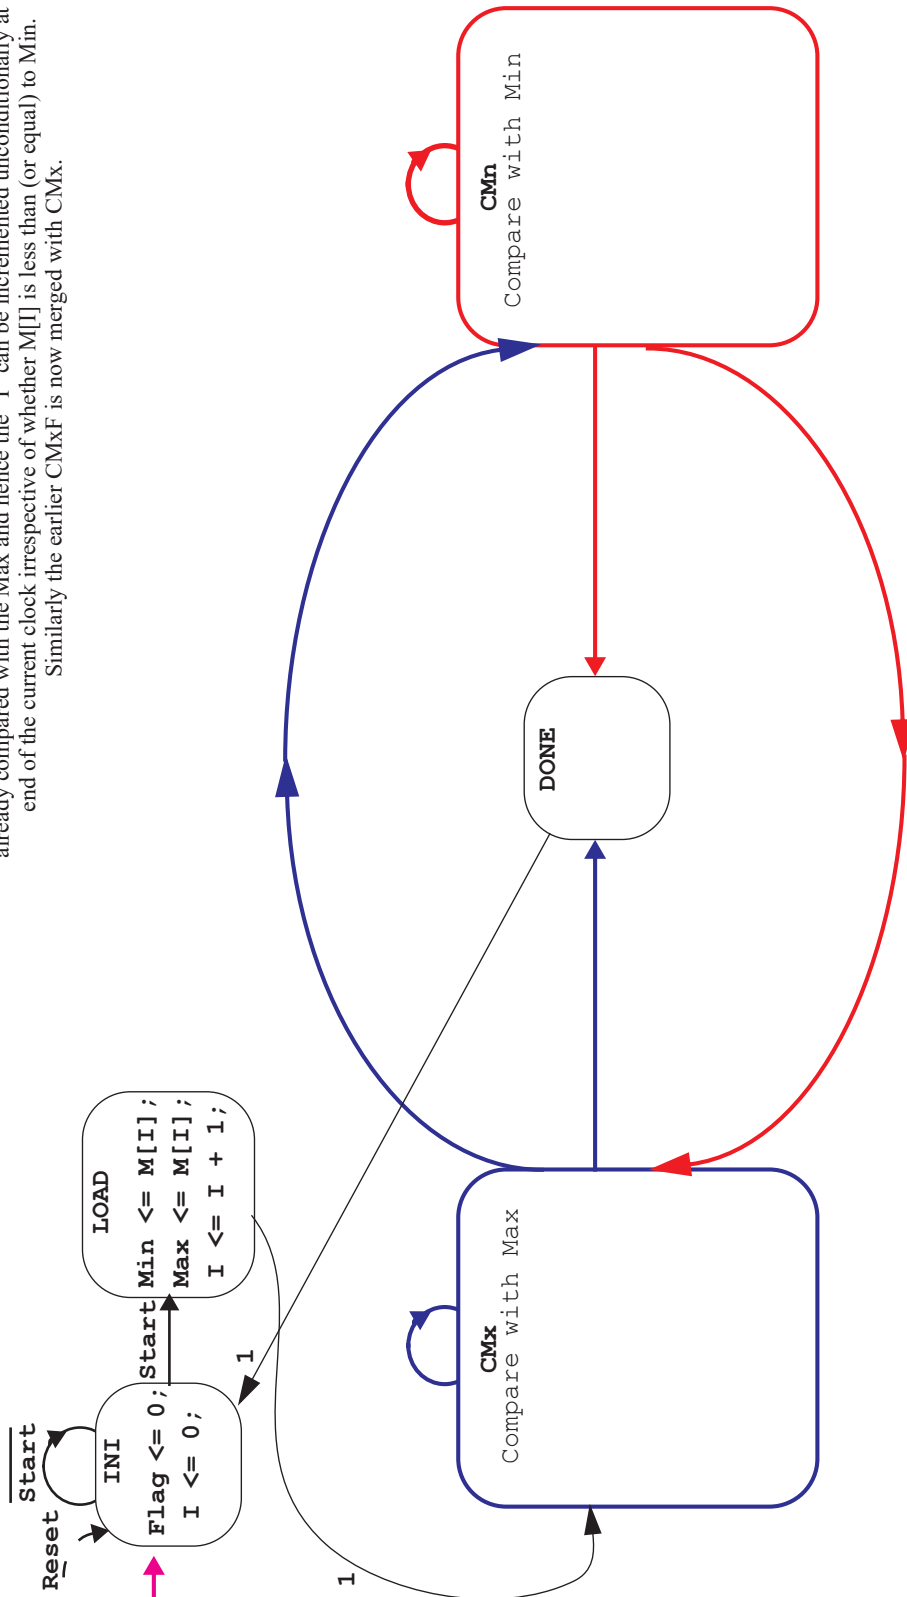 already compared with the Max and hence the "I" can be incremented unconditionally at
end of the current clock irrespective of whether M[I] is less than (or equal) to Min.
Similarly the earlier CMxF is now merged with CMx.
Start
Reset
INI
Flag <= 0;
I <= 0;
Start
LOAD
Min <= M[I];
Max <= M[I];
I <= I + 1;
1
1
CMx
Compare with Max
DONE
CMn
Compare with Min